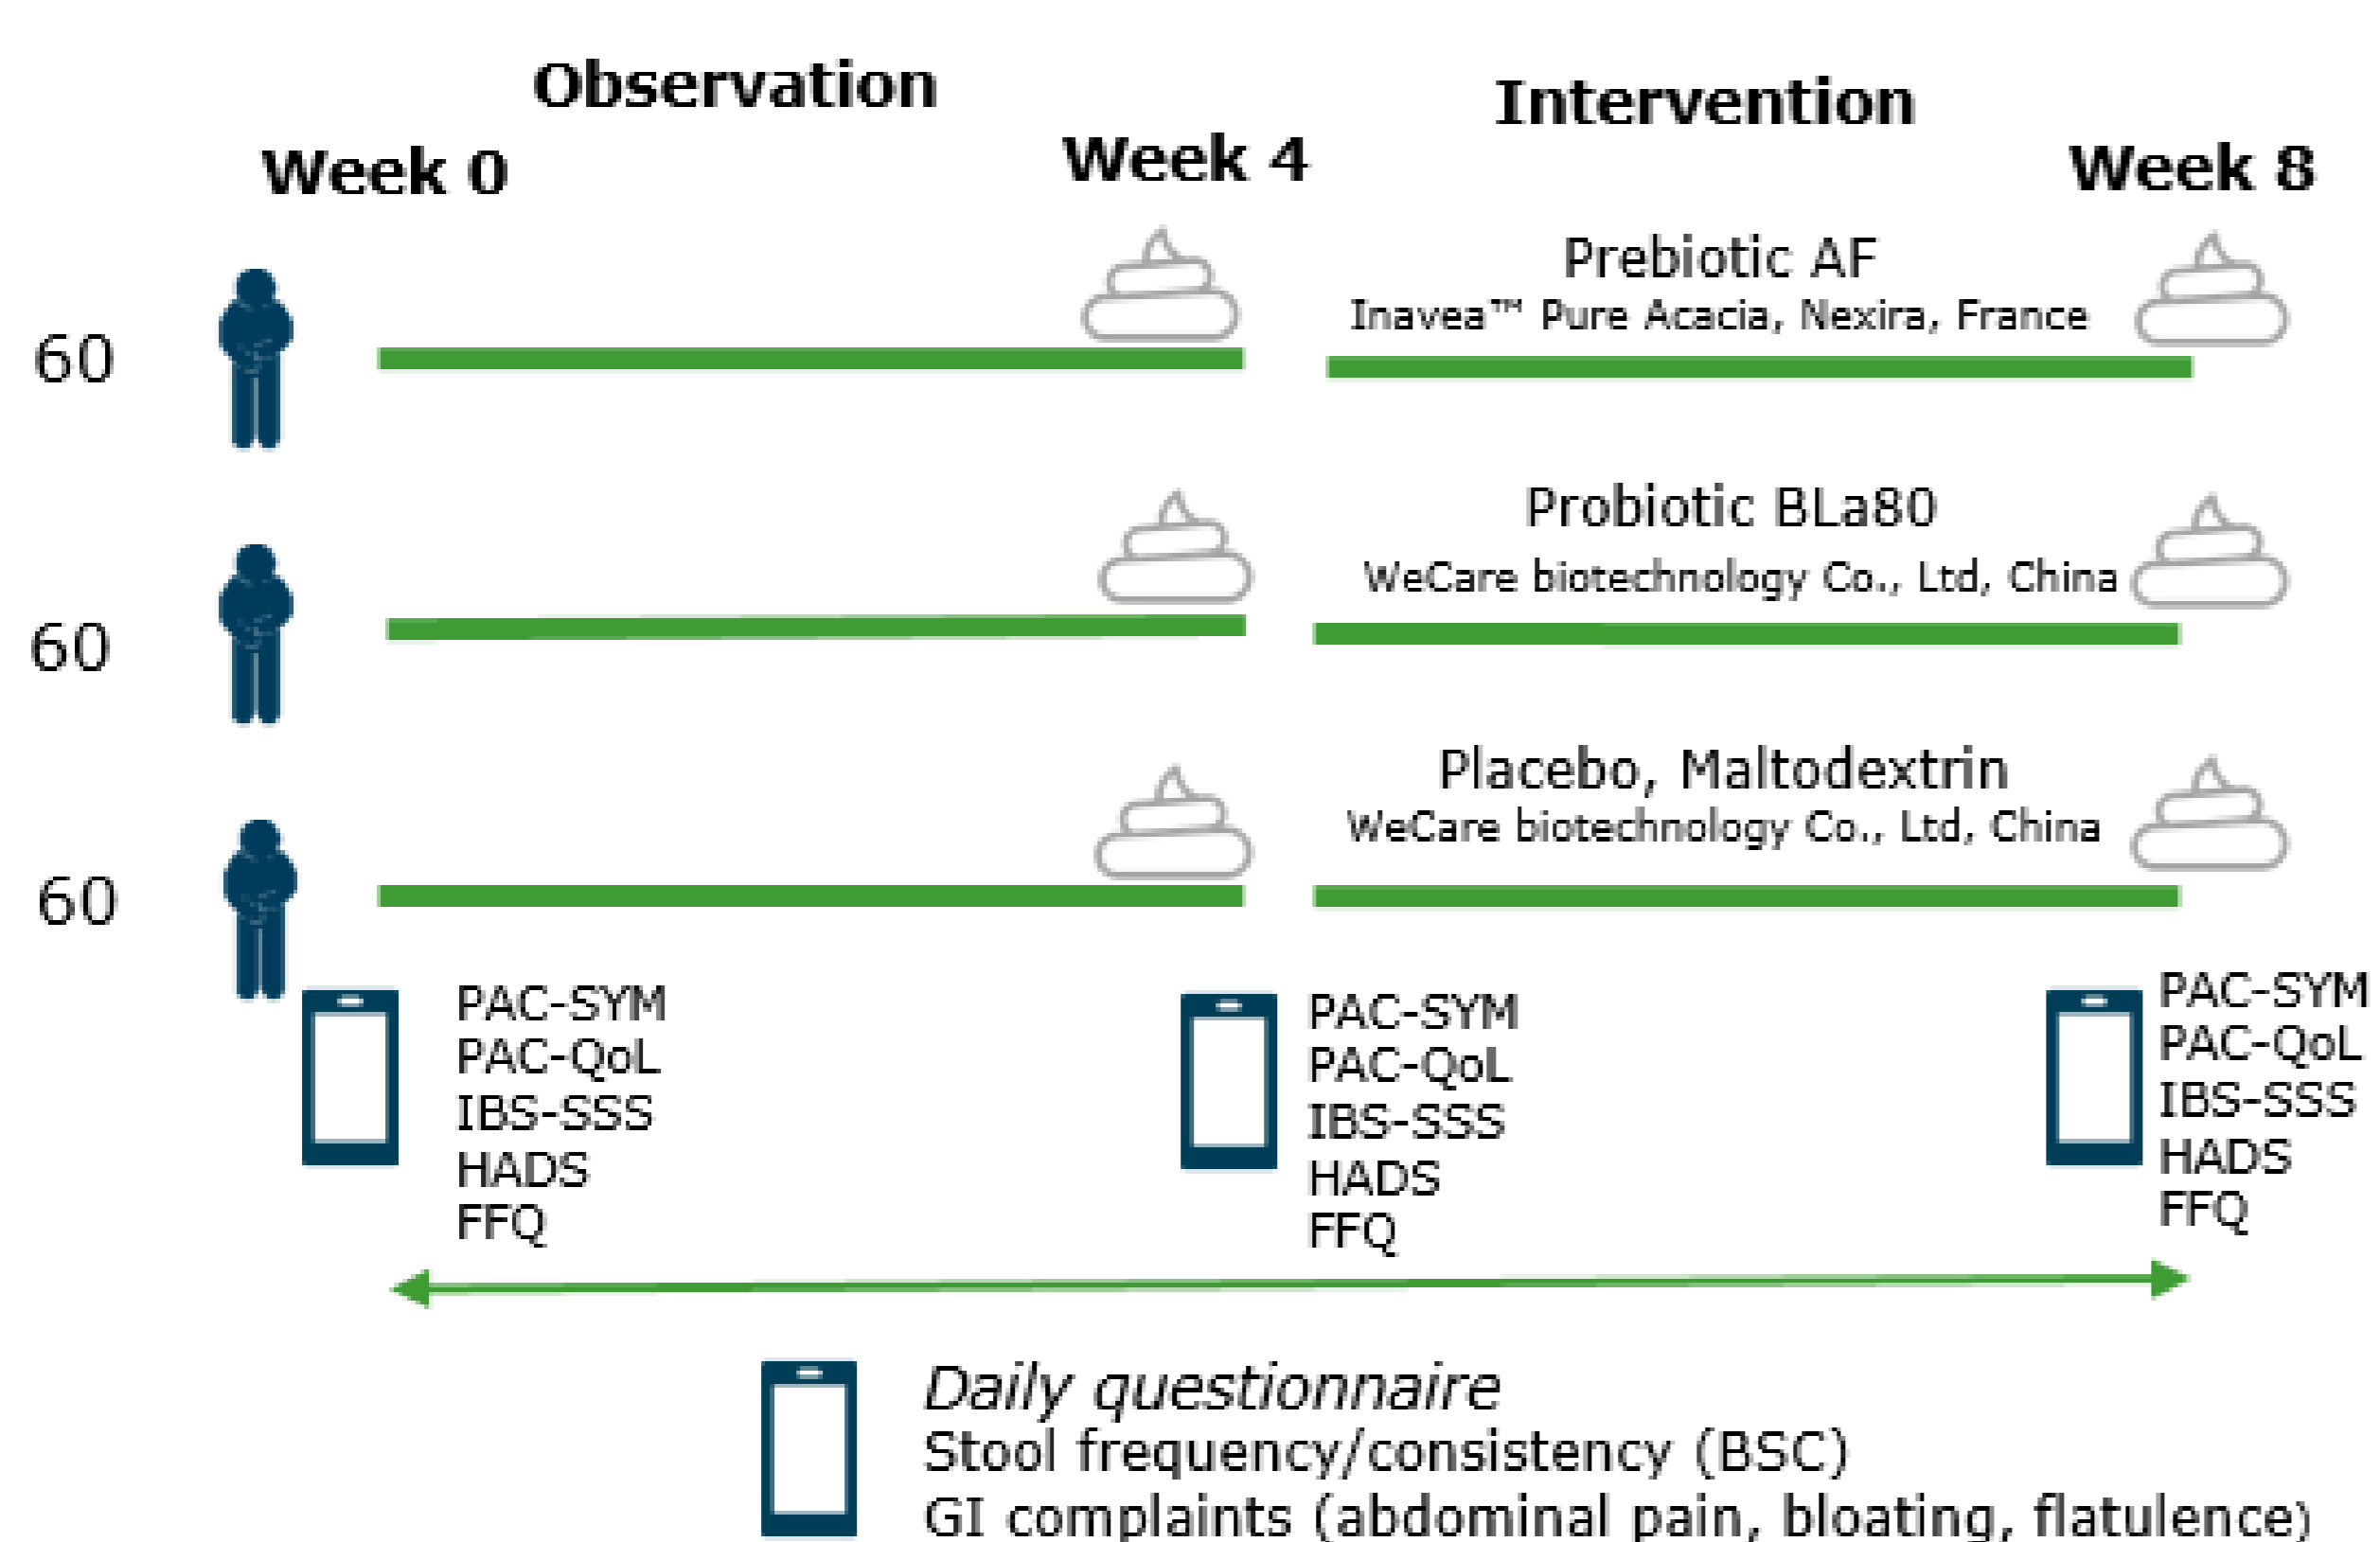 Observation
Intervention
Week 0
Week 4
Week 8
60
Prebiotic AF
Inavea™ Pure Acacia, Nexira, France
60
Probiotic BLa80
WeCare biotechnology Co., Ltd, China
60
Placebo, Maltodextrin
WeCare biotechnology Co., Ltd, China
PAC-SYM
PAC-QoL
IBS-SSS
HADS
FFQ
PAC-SYM
PAC-QoL
IBS-SSS
HADS
FFQ
PAC-SYM
PAC-QoL
IBS-SSS
HADS
FFQ
Daily questionnaire
Stool frequency/consistency (BSC)
GI complaints (abdominal pain, bloating, flatulence)